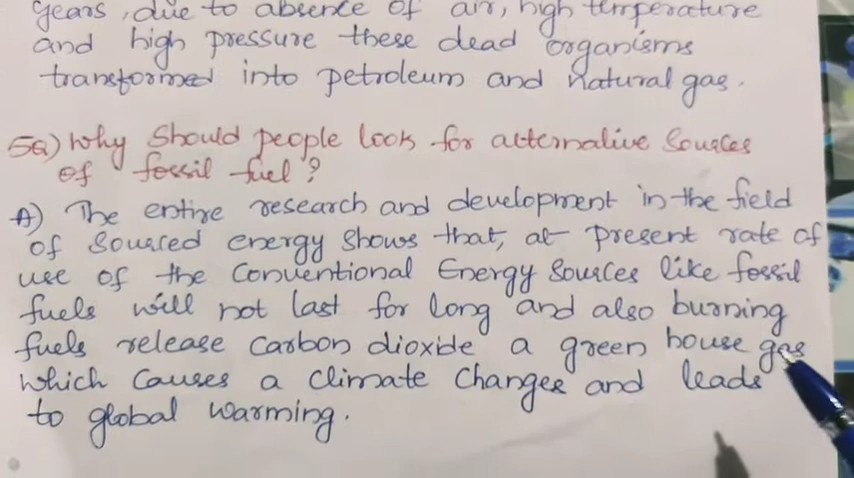 years, due to absence of air, high temperature
and high pressure these dead organisms
transformed into petroleum and natural gas.
5Q) Why should people look for alternative sources
of fossil fuel?
A) The entire research and development in the field
of sourced energy shows that, at present rate of
use of the Conventional Energy sources like fossil
fuels will not last for long and also burning
fuels release carbon dioxide a green house gas
which causes a climate changes and leads
to global warming.